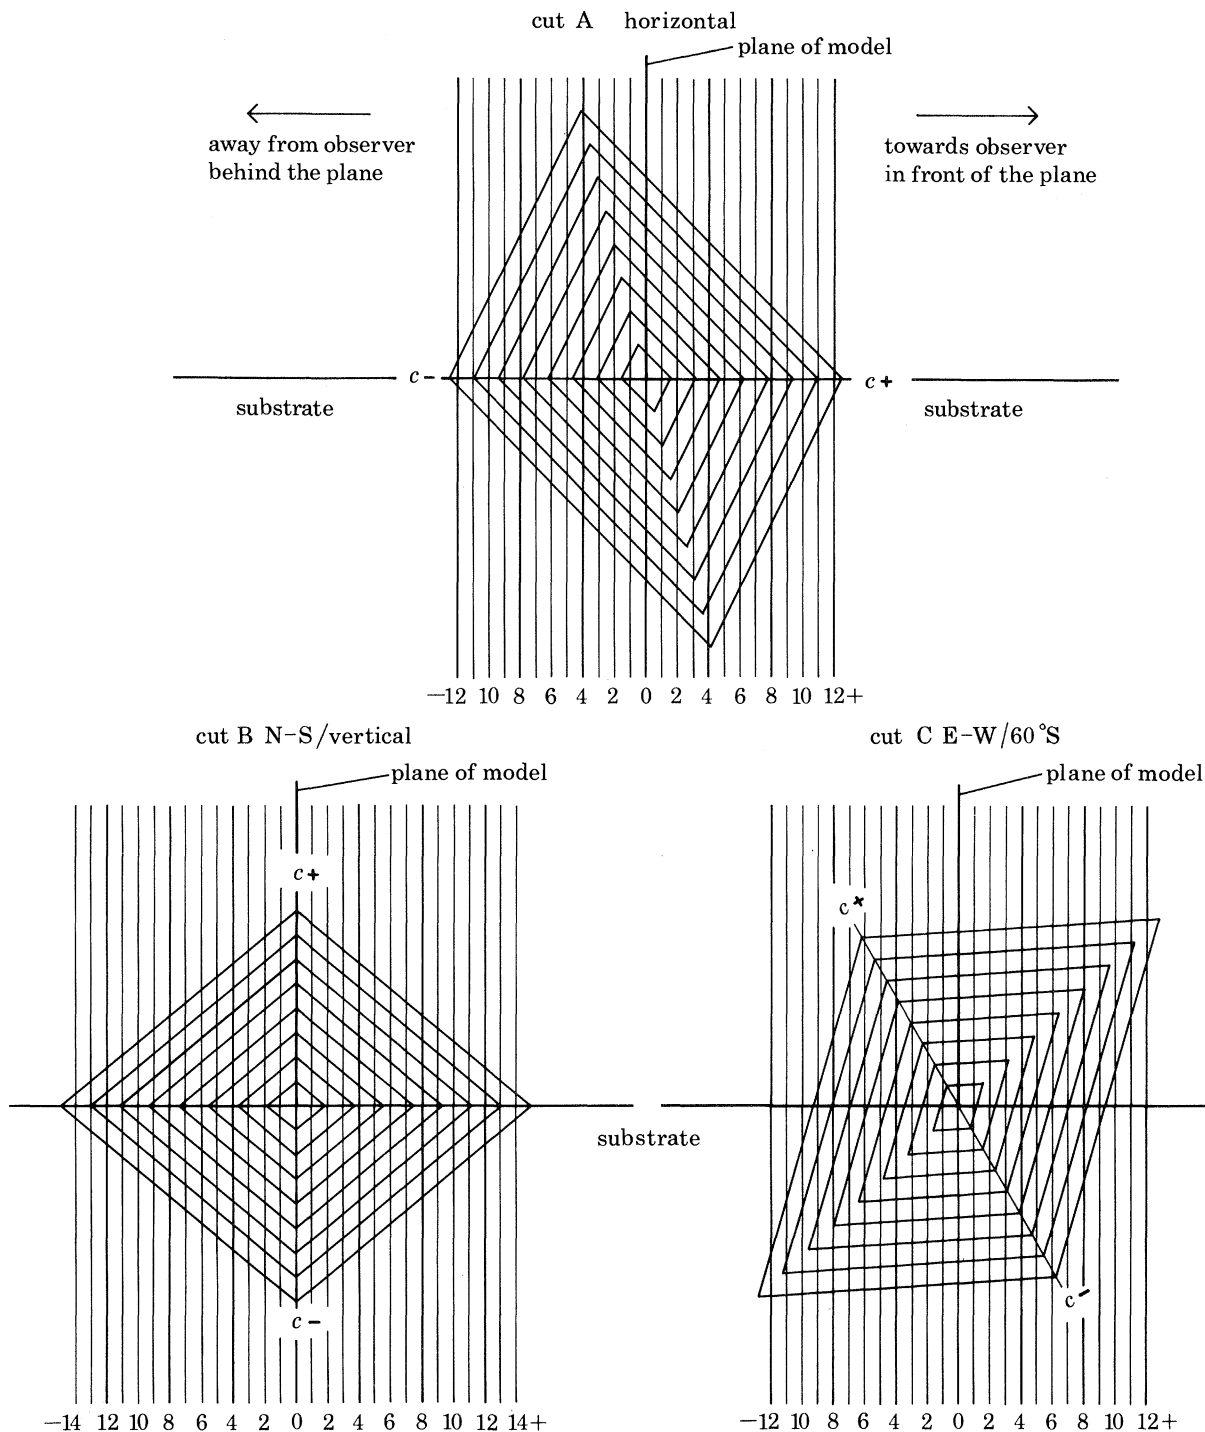 cut A horizontal
plane of model
away from observer
behind the plane
towards observer
in front of the plane
c− c+
substrate substrate
−12 10 8 6 4 2 0 2 4 6 8 10 12+
cut B N-S/vertical
plane of model
c+
c−
−14 12 10 8 6 4 2 0 2 4 6 8 10 12 14+
substrate
cut C E-W/60°S
plane of model
c+
c−
−12 10 8 6 4 2 0 2 4 6 8 10 12+